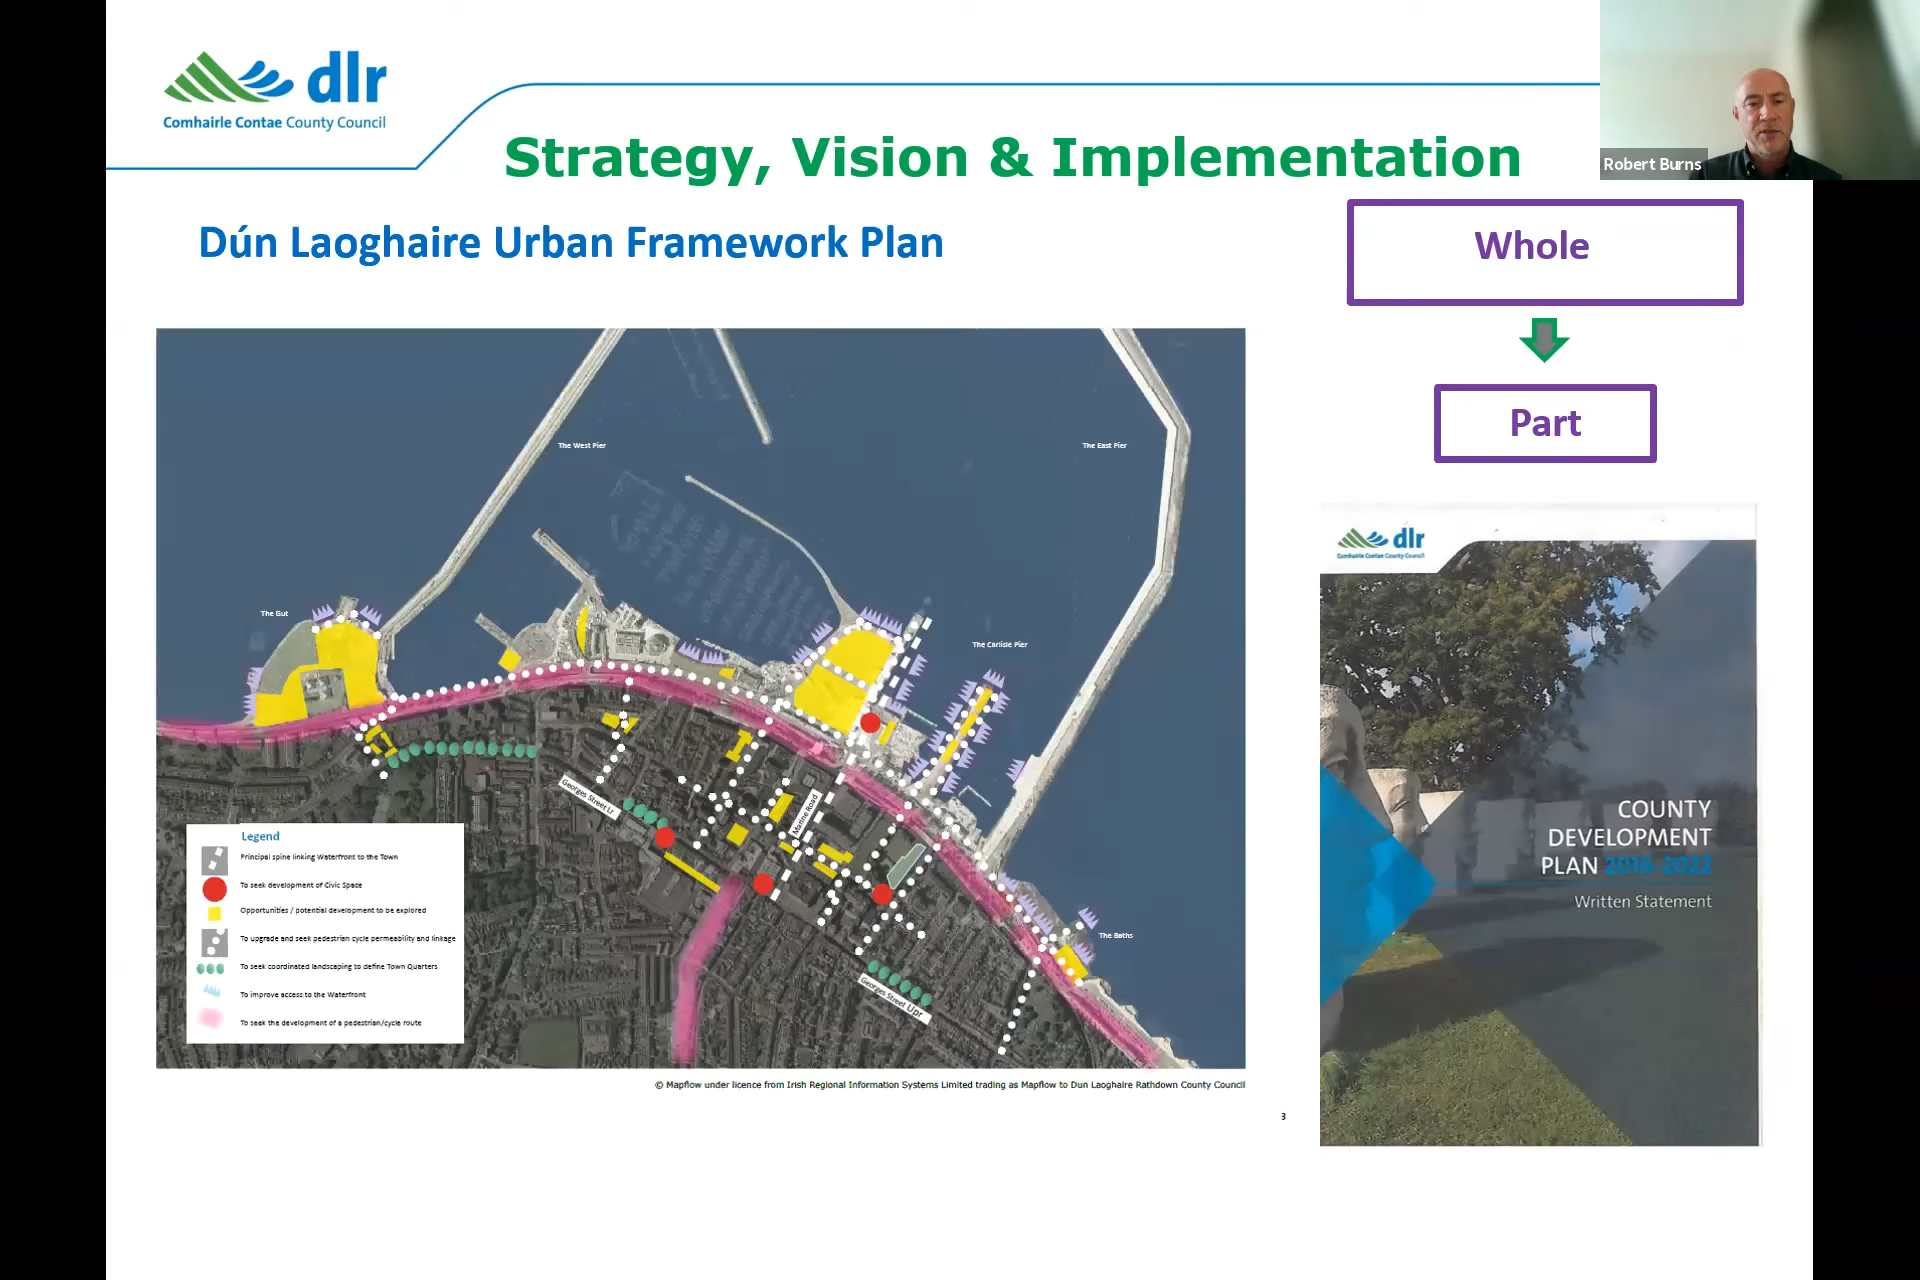 dlr
Comhairle Contae County Council
Robert Burns
Strategy, Vision & Implementation
Dún Laoghaire Urban Framework Plan
Whole
Part
The West Pier
The East Pier
The Gut
The Carlisle Pier
Georges Street Lr
Marine Road
The Baths
Georges Street Upr
Legend
Principal spine linking Waterfront to the Town
To seek development of Civic Space
Opportunities / potential development to be explored
To upgrade and seek pedestrian cycle permeability and linkage
To seek coordinated landscaping to define Town Quarters
To improve access to the Waterfront
To seek the development of a pedestrian/cycle route
© Mapflow under licence from Irish Regional Information Systems Limited trading as Mapflow to Dun Laoghaire Rathdown County Council
3
dlr
Comhairle Contae County Council
COUNTY
DEVELOPMENT
PLAN 2016-2022
Written Statement